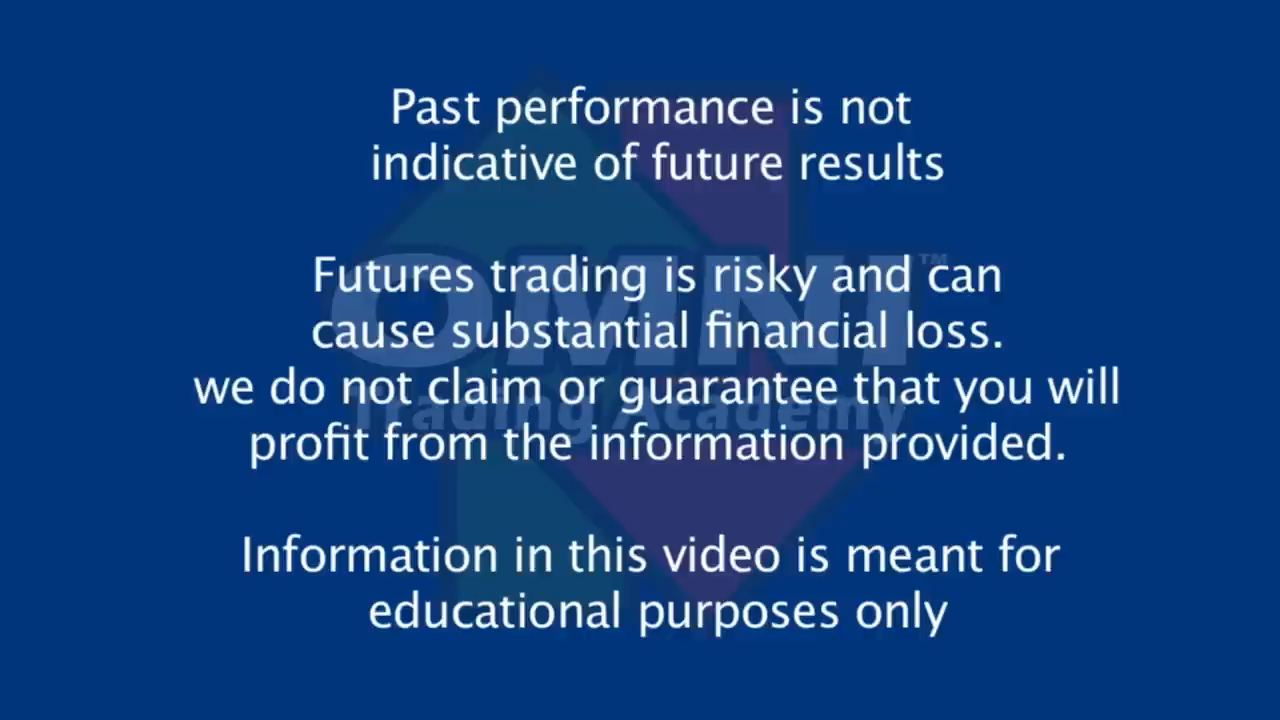 Past performance is not
indicative of future results
Futures trading is risky and can
cause substantial financial loss.
we do not claim or guarantee that you will
profit from the information provided.
Information in this video is meant for
educational purposes only
OMNI™
Trading Academy